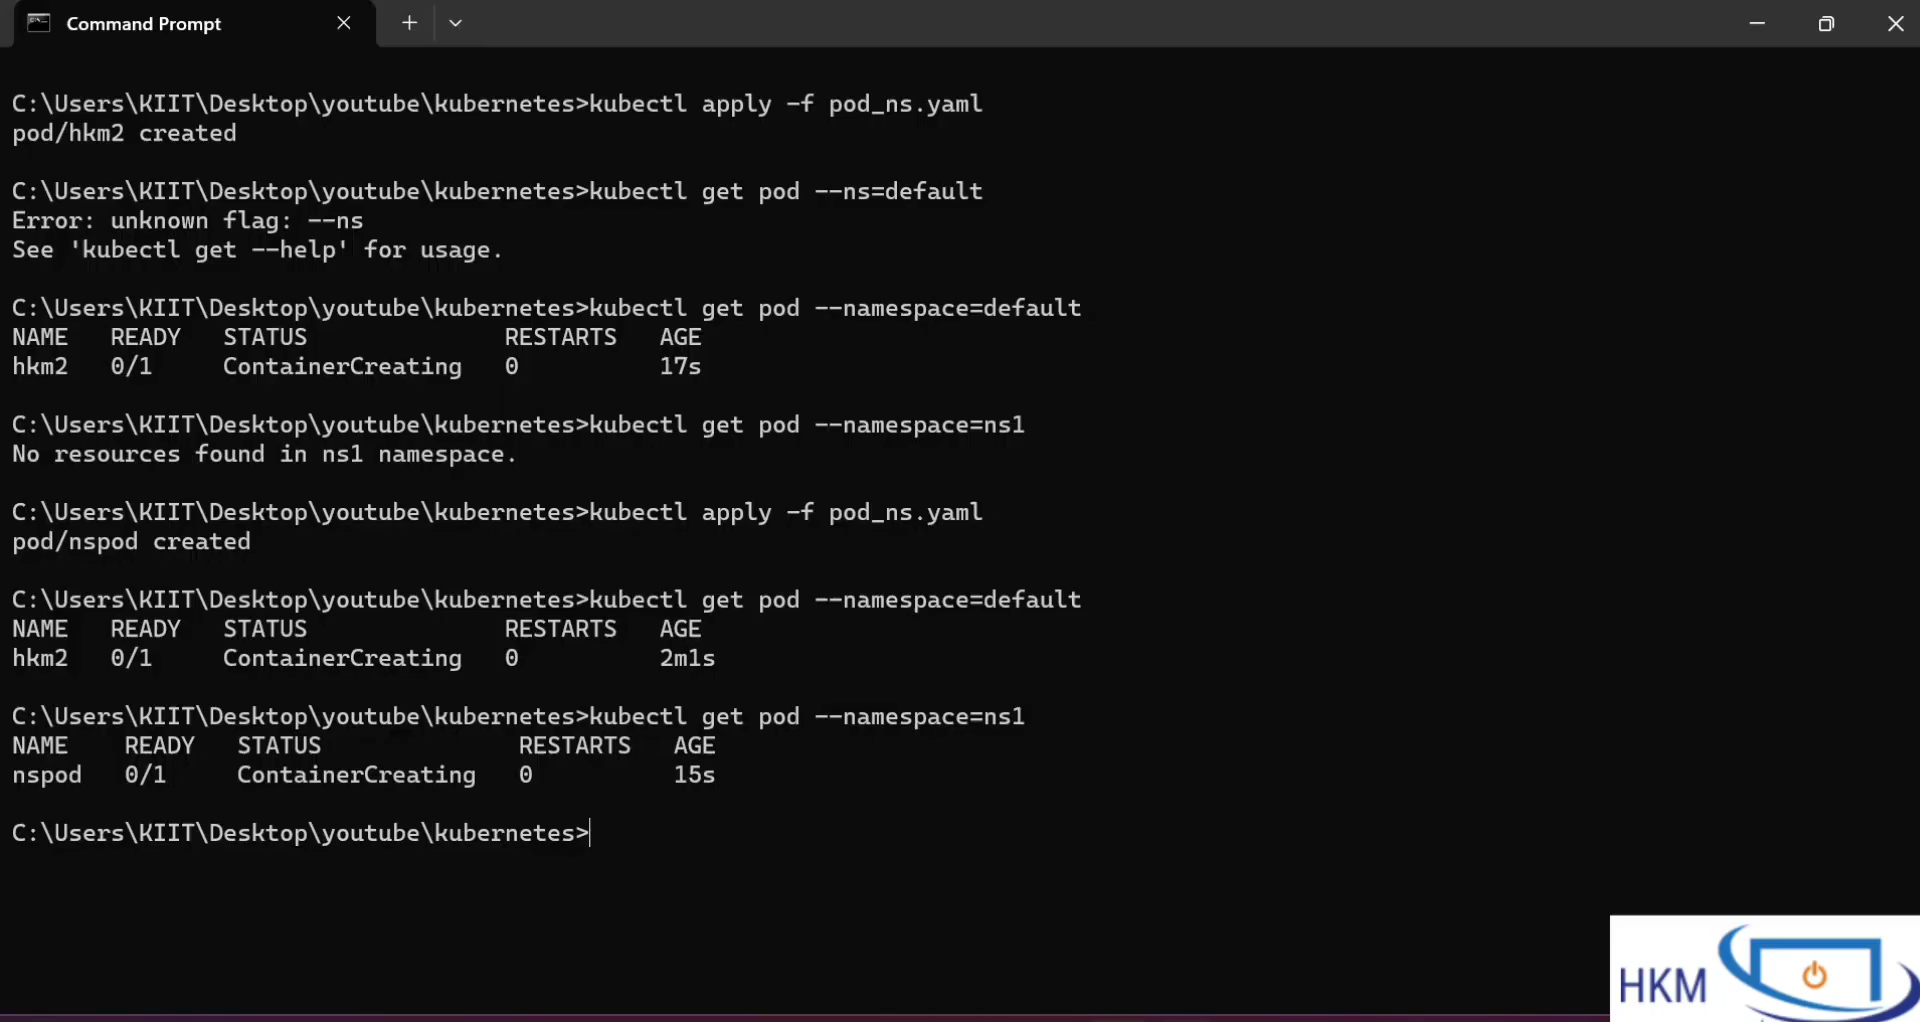 Command Prompt
C:\Users\KIIT\Desktop\youtube\kubernetes>kubectl apply -f pod_ns.yaml
pod/hkm2 created
C:\Users\KIIT\Desktop\youtube\kubernetes>kubectl get pod --ns=default
Error: unknown flag: --ns
See 'kubectl get --help' for usage.
C:\Users\KIIT\Desktop\youtube\kubernetes>kubectl get pod --namespace=default
NAME   READY   STATUS              RESTARTS   AGE
hkm2   0/1     ContainerCreating   0          17s
C:\Users\KIIT\Desktop\youtube\kubernetes>kubectl get pod --namespace=ns1
No resources found in ns1 namespace.
C:\Users\KIIT\Desktop\youtube\kubernetes>kubectl apply -f pod_ns.yaml
pod/nspod created
C:\Users\KIIT\Desktop\youtube\kubernetes>kubectl get pod --namespace=default
NAME   READY   STATUS              RESTARTS   AGE
hkm2   0/1     ContainerCreating   0          2m1s
C:\Users\KIIT\Desktop\youtube\kubernetes>kubectl get pod --namespace=ns1
NAME    READY   STATUS              RESTARTS   AGE
nspod   0/1     ContainerCreating   0          15s
C:\Users\KIIT\Desktop\youtube\kubernetes>
HKM